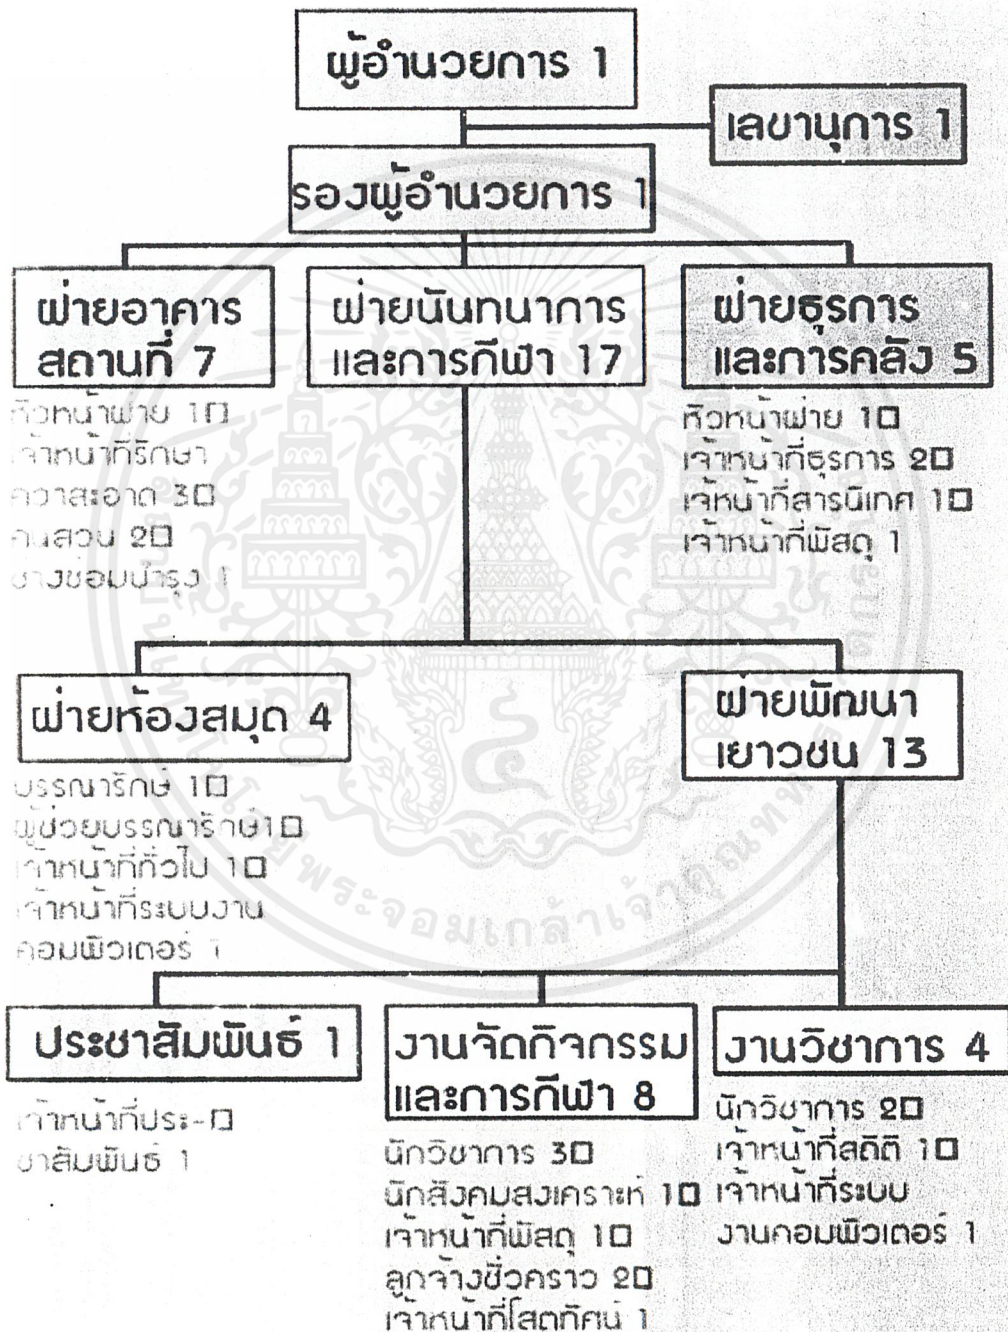 ผู้อำนวยการ 1
เลขานุการ 1
รองผู้อำนวยการ 1
ฝ่ายอาคาร
สถานที่ 7
หัวหน้าฝ่าย 1□
เจ้าหน้าที่รักษา
ควาสะอาด 3□
คนสวน 2□
ช่างซ่อมบำรุง 1
ฝ่ายนันทนาการ
และการกีฬา 17
ฝ่ายธุรการ
และการคลัง 5
หัวหน้าฝ่าย 1□
เจ้าหน้าที่ธุรการ 2□
เจ้หน้าที่สารนิเทศ 1□
เจ้าหน้าที่พัสดุ 1
ฝ่ายห้องสมุด 4
บรรณารักษ์ 1□
ผู้ช่วยบรรณารักษ์1□
เจ้าหน้าที่ทั่วไป 1□
เจ้าหน้าที่ระบบงาน
คอมพิวเตอร์ 1
ฝ่ายพัฒนา
เยาวชน 13
ประชาสัมพันธ์ 1
เจ้าหน้าที่ประ-□
ชาสัมพันธ์ 1
งานจัดกิจกรรม
และการกีฬา 8
นักวิชาการ 3□
นักสังคมสงเคราะห์ 1□
เจ้าหน้าที่พัสดุ 1□
ลูกจ้างชั่วคราว 2□
เจ้าหน้าที่โสตทัศน์ 1
งานวิชาการ 4
นักวิชาการ 2□
เจ้าหน้าที่สถิติ 1□
เจ้าหน้าที่ระบบ
งานคอมพิวเตอร์ 1
พระจอมเกล้าเจ้าคุณทหาร